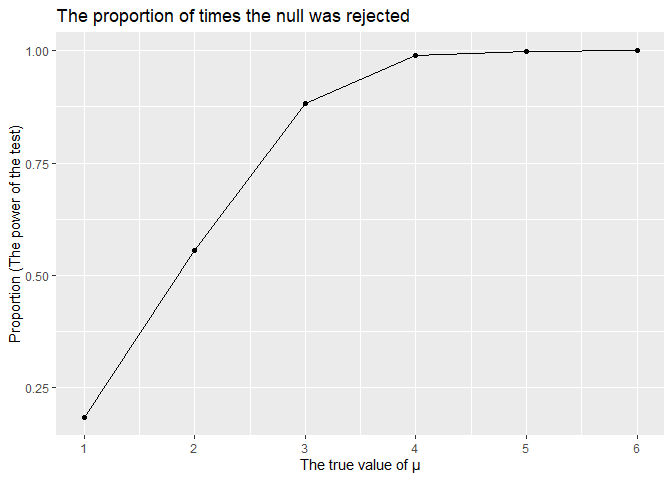 The proportion of times the null was rejected
Proportion (The power of the test)
1.00
0.75
0.50
0.25
1 2 3 4 5 6
The true value of μ